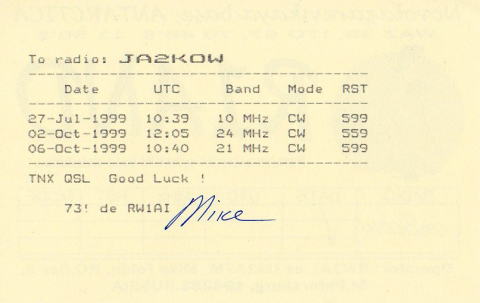 To radio: JA2KOW
Date UTC Band Mode RST
27-Jul-1999 10:39 10 MHz CW 599
02-Oct-1999 12:05 24 MHz CW 559
06-Oct-1999 10:40 21 MHz CW 599
TNX QSL Good Luck !
73! de RW1AI Mike